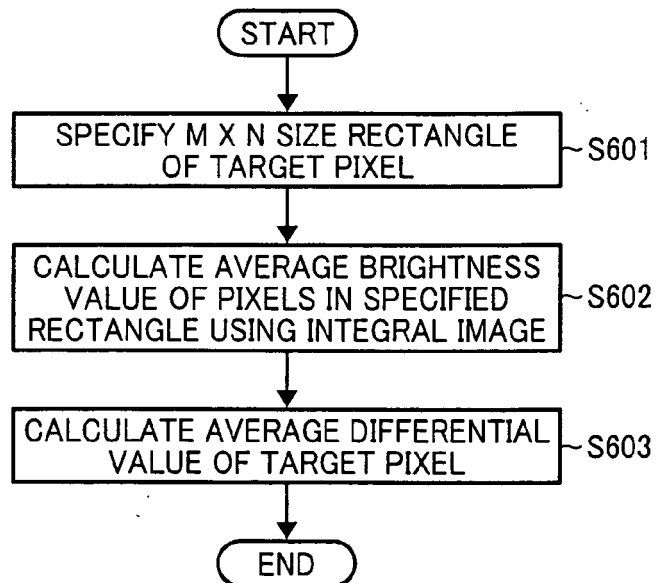 START
SPECIFY M X N SIZE RECTANGLE
OF TARGET PIXEL
~S601
CALCULATE AVERAGE BRIGHTNESS
VALUE OF PIXELS IN SPECIFIED
RECTANGLE USING INTEGRAL IMAGE
~S602
CALCULATE AVERAGE DIFFERENTIAL
VALUE OF TARGET PIXEL
~S603
END